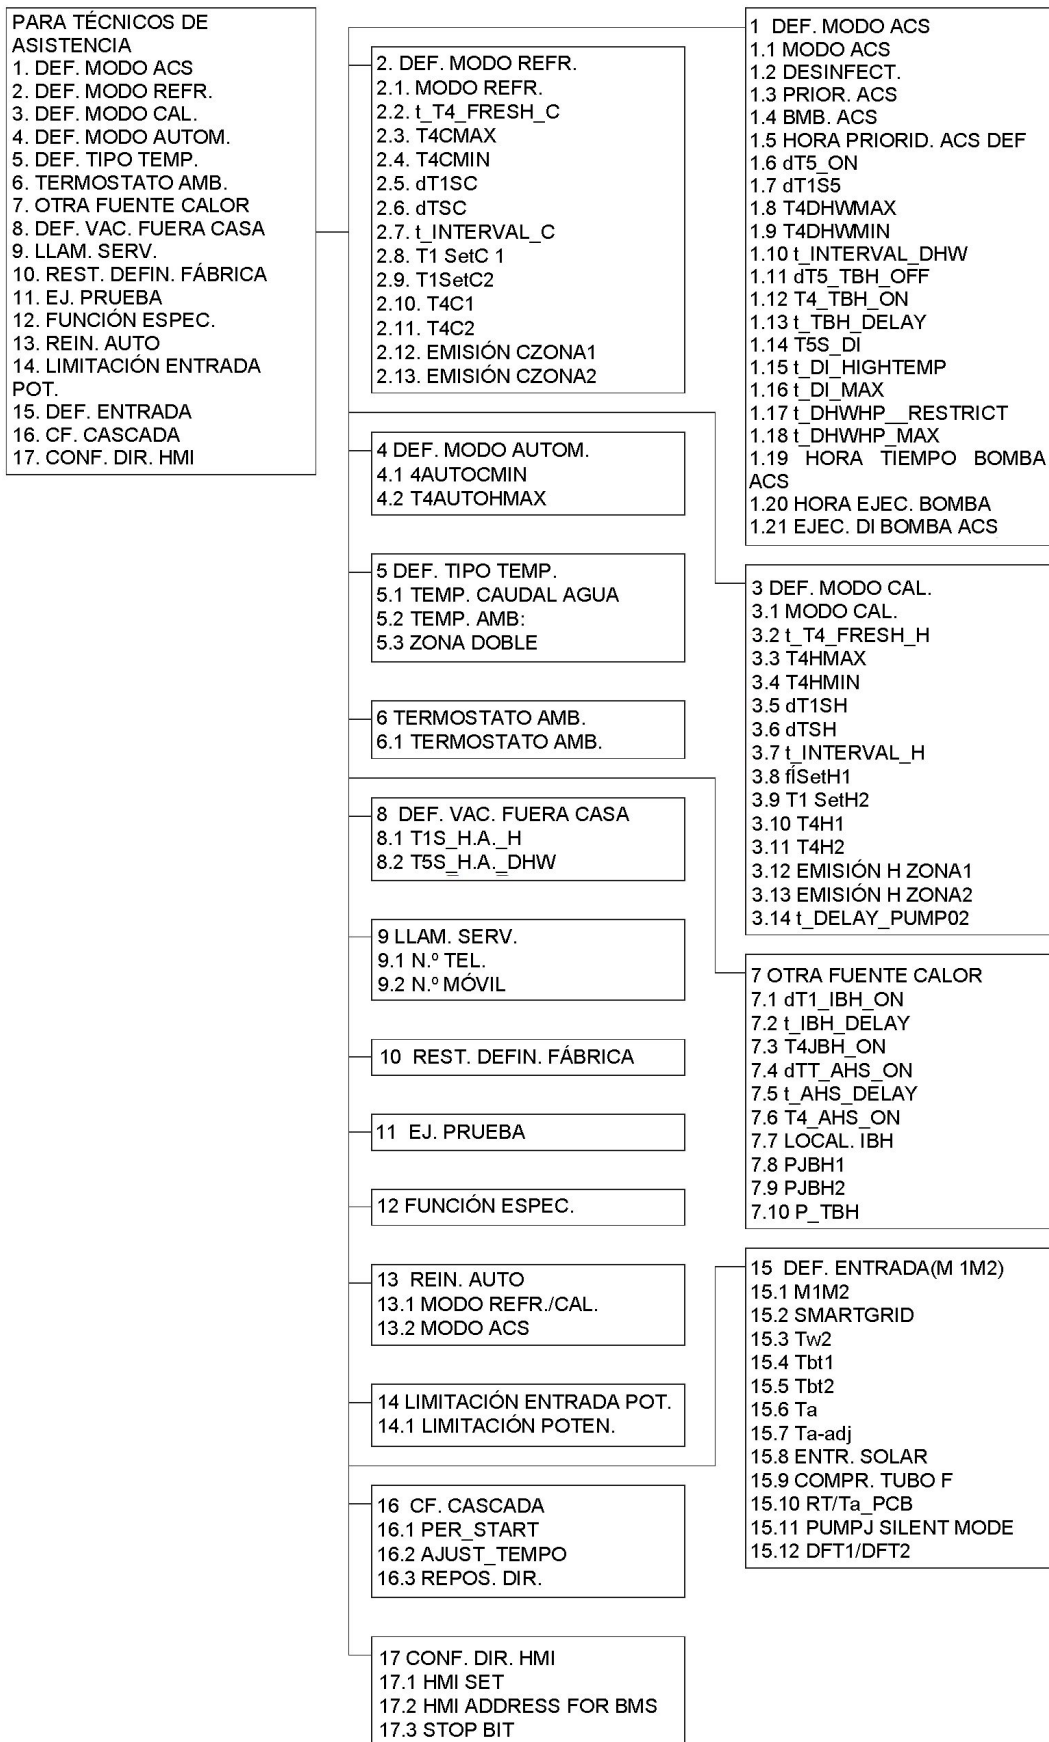 PARA TÉCNICOS DE
ASISTENCIA
1. DEF. MODO ACS
2. DEF. MODO REFR.
3. DEF. MODO CAL.
4. DEF. MODO AUTOM.
5. DEF. TIPO TEMP.
6. TERMOSTATO AMB.
7. OTRA FUENTE CALOR
8. DEF. VAC. FUERA CASA
9. LLAM. SERV.
10. REST. DEFIN. FÁBRICA
11. EJ. PRUEBA
12. FUNCIÓN ESPEC.
13. REIN. AUTO
14. LIMITACIÓN ENTRADA
POT.
15. DEF. ENTRADA
16. CF. CASCADA
17. CONF. DIR. HMI
2. DEF. MODO REFR.
2.1. MODO REFR.
2.2. t_T4_FRESH_C
2.3. T4CMAX
2.4. T4CMIN
2.5. dT1SC
2.6. dTSC
2.7. t_INTERVAL_C
2.8. T1 SetC 1
2.9. T1SetC2
2.10. T4C1
2.11. T4C2
2.12. EMISIÓN CZONA1
2.13. EMISIÓN CZONA2
4 DEF. MODO AUTOM.
4.1 4AUTOCMIN
4.2 T4AUTOHMAX
5 DEF. TIPO TEMP.
5.1 TEMP. CAUDAL AGUA
5.2 TEMP. AMB:
5.3 ZONA DOBLE
6 TERMOSTATO AMB.
6.1 TERMOSTATO AMB.
8 DEF. VAC. FUERA CASA
8.1 T1S_H.A._H
8.2 T5S_H.A._DHW
9 LLAM. SERV.
9.1 N.º TEL.
9.2 N.º MÓVIL
10 REST. DEFIN. FÁBRICA
11 EJ. PRUEBA
12 FUNCIÓN ESPEC.
13 REIN. AUTO
13.1 MODO REFR./CAL.
13.2 MODO ACS
14 LIMITACIÓN ENTRADA POT.
14.1 LIMITACIÓN POTEN.
16 CF. CASCADA
16.1 PER_START
16.2 AJUST_TEMPO
16.3 REPOS. DIR.
17 CONF. DIR. HMI
17.1 HMI SET
17.2 HMI ADDRESS FOR BMS
17.3 STOP BIT
1 DEF. MODO ACS
1.1 MODO ACS
1.2 DESINFECT.
1.3 PRIOR. ACS
1.4 BMB. ACS
1.5 HORA PRIORID. ACS DEF
1.6 dT5_ON
1.7 dT1S5
1.8 T4DHWMAX
1.9 T4DHWMIN
1.10 t_INTERVAL_DHW
1.11 dT5_TBH_OFF
1.12 T4_TBH_ON
1.13 t_TBH_DELAY
1.14 T5S_DI
1.15 t_DI_HIGHTEMP
1.16 t_DI_MAX
1.17 t_DHWHP__RESTRICT
1.18 t_DHWHP_MAX
1.19 HORA TIEMPO BOMBA
ACS
1.20 HORA EJEC. BOMBA
1.21 EJEC. DI BOMBA ACS
3 DEF. MODO CAL.
3.1 MODO CAL.
3.2 t_T4_FRESH_H
3.3 T4HMAX
3.4 T4HMIN
3.5 dT1SH
3.6 dTSH
3.7 t_INTERVAL_H
3.8 fÍSetH1
3.9 T1 SetH2
3.10 T4H1
3.11 T4H2
3.12 EMISIÓN H ZONA1
3.13 EMISIÓN H ZONA2
3.14 t_DELAY_PUMP02
7 OTRA FUENTE CALOR
7.1 dT1_IBH_ON
7.2 t_IBH_DELAY
7.3 T4JBH_ON
7.4 dTT_AHS_ON
7.5 t_AHS_DELAY
7.6 T4_AHS_ON
7.7 LOCAL. IBH
7.8 PJBH1
7.9 PJBH2
7.10 P_TBH
15 DEF. ENTRADA(M 1M2)
15.1 M1M2
15.2 SMARTGRID
15.3 Tw2
15.4 Tbt1
15.5 Tbt2
15.6 Ta
15.7 Ta-adj
15.8 ENTR. SOLAR
15.9 COMPR. TUBO F
15.10 RT/Ta_PCB
15.11 PUMPJ SILENT MODE
15.12 DFT1/DFT2